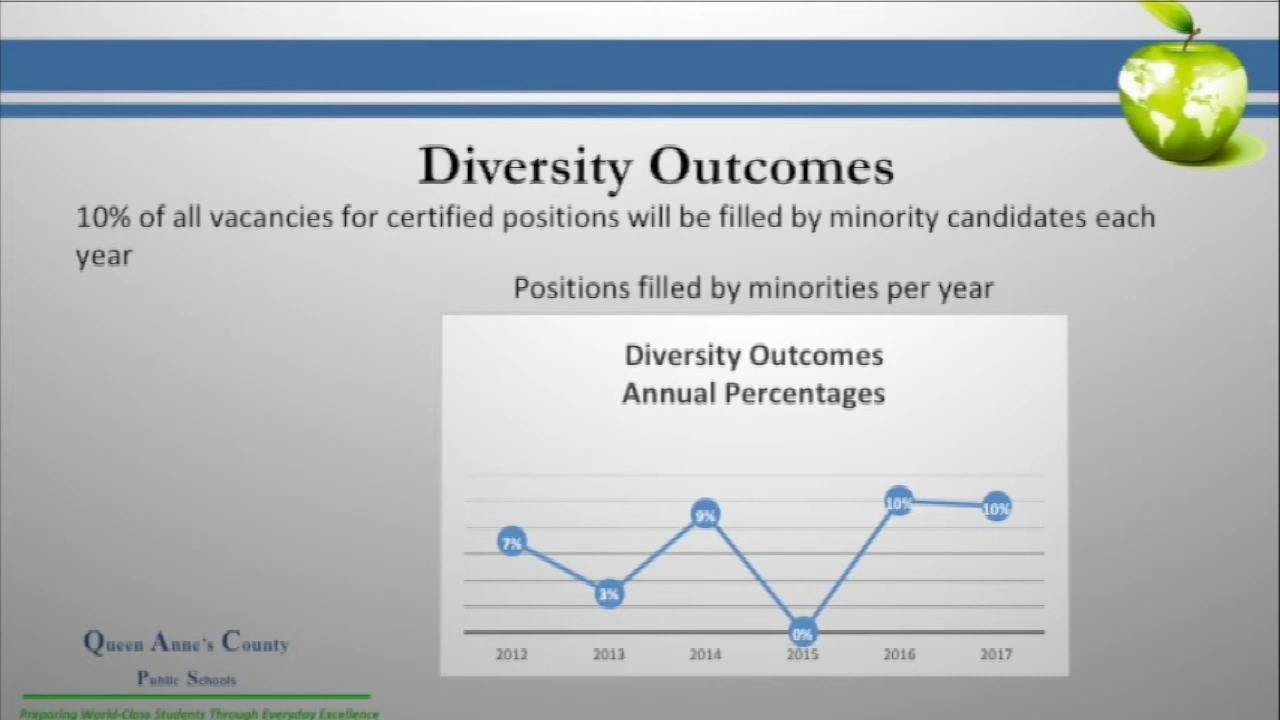 Diversity Outcomes
10% of all vacancies for certified positions will be filled by minority candidates each
year
Positions filled by minorities per year
Diversity Outcomes
Annual Percentages
7%
3%
9%
0%
10%
10%
2012 2013 2014 2015 2016 2017
Queen Anne's County
Public Schools
Preparing World-Class Students Through Everyday Excellence